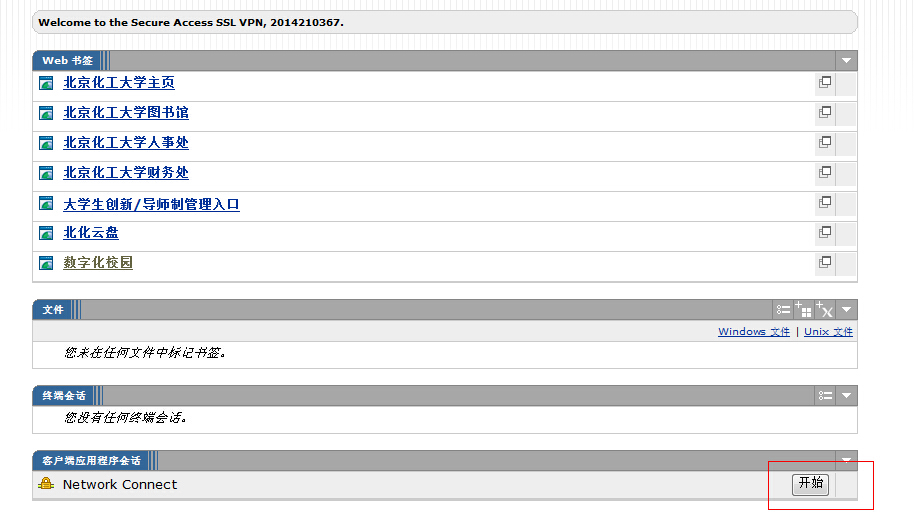 Welcome to the Secure Access SSL VPN, 2014210367.
Web 书签
北京化工大学主页
北京化工大学图书馆
北京化工大学人事处
北京化工大学财务处
大学生创新/导师制管理入口
北化云盘
数字化校园
文件
Windows 文件 | Unix 文件
您未在任何文件中标记书签。
终端会话
您没有任何终端会话。
客户端应用程序会话
Network Connect 开始